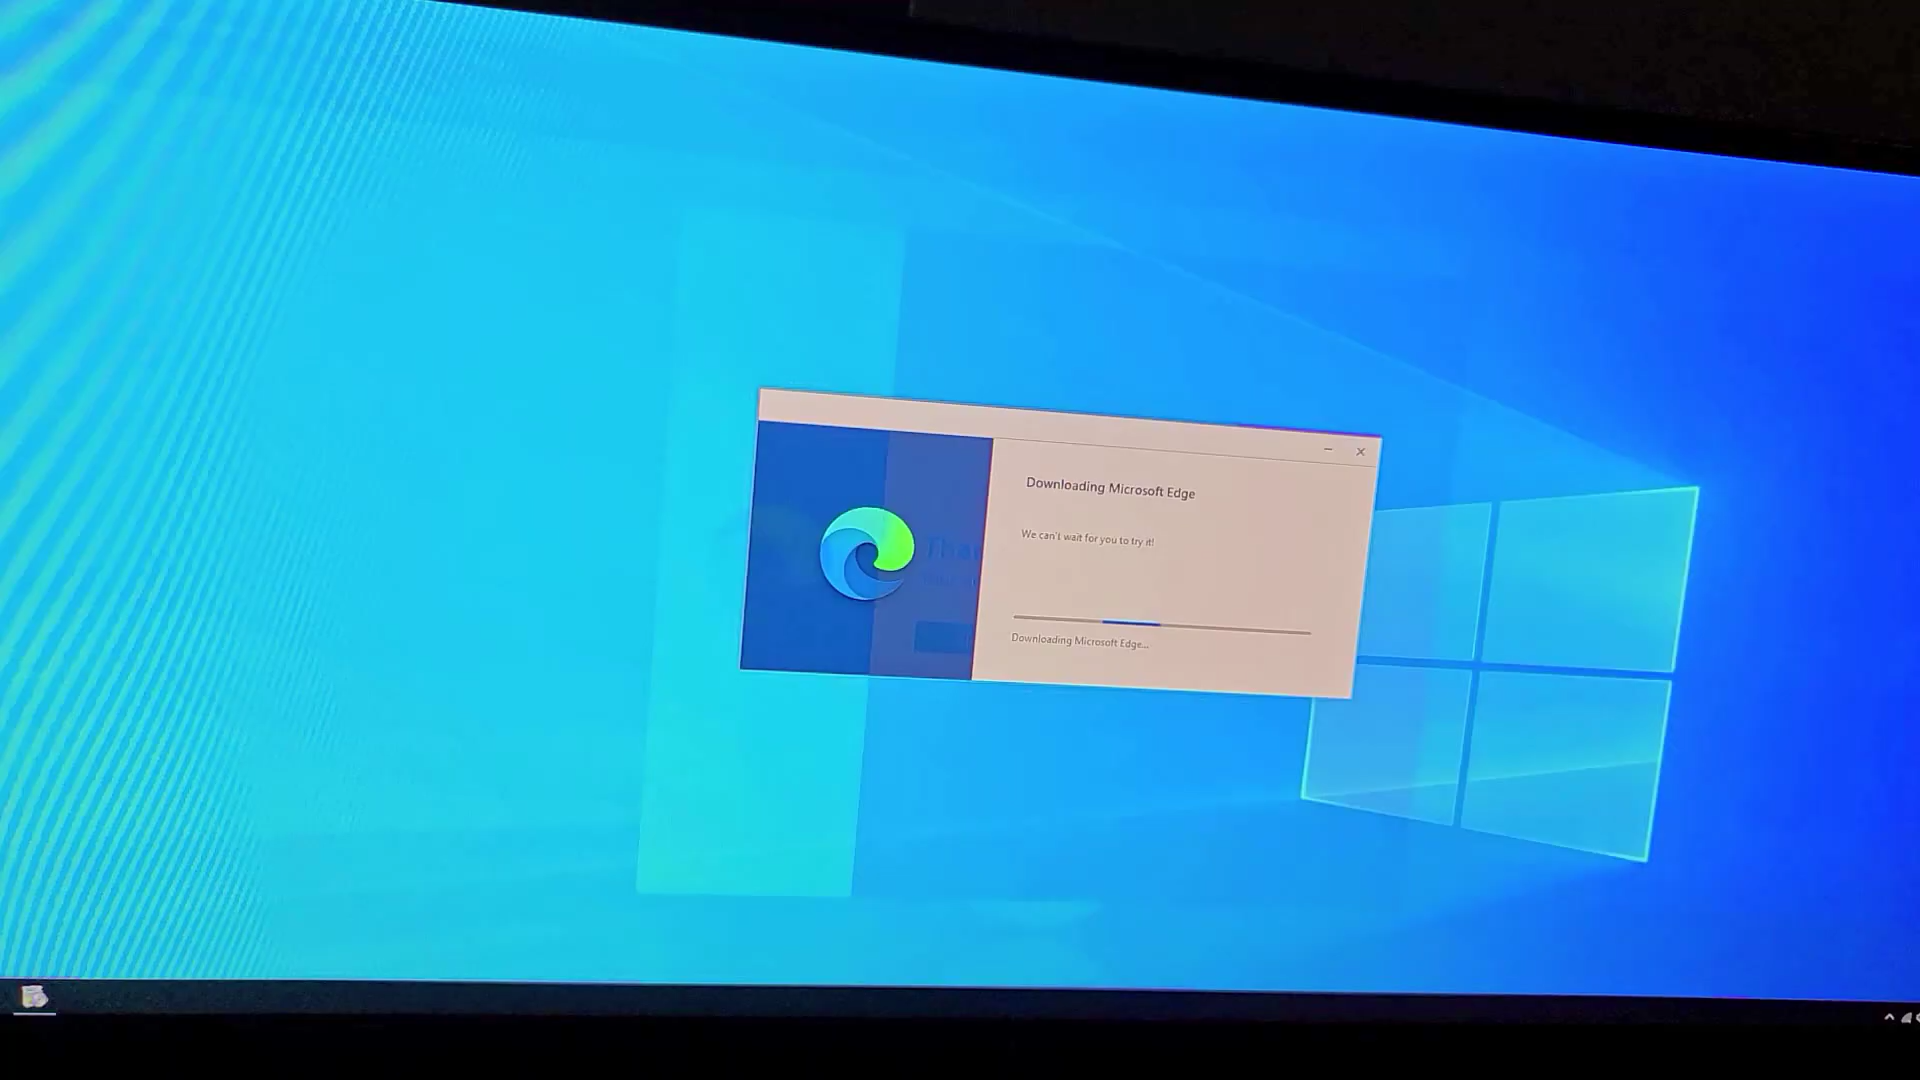 Downloading Microsoft Edge
We can't wait for you to try it!
Downloading Microsoft Edge...